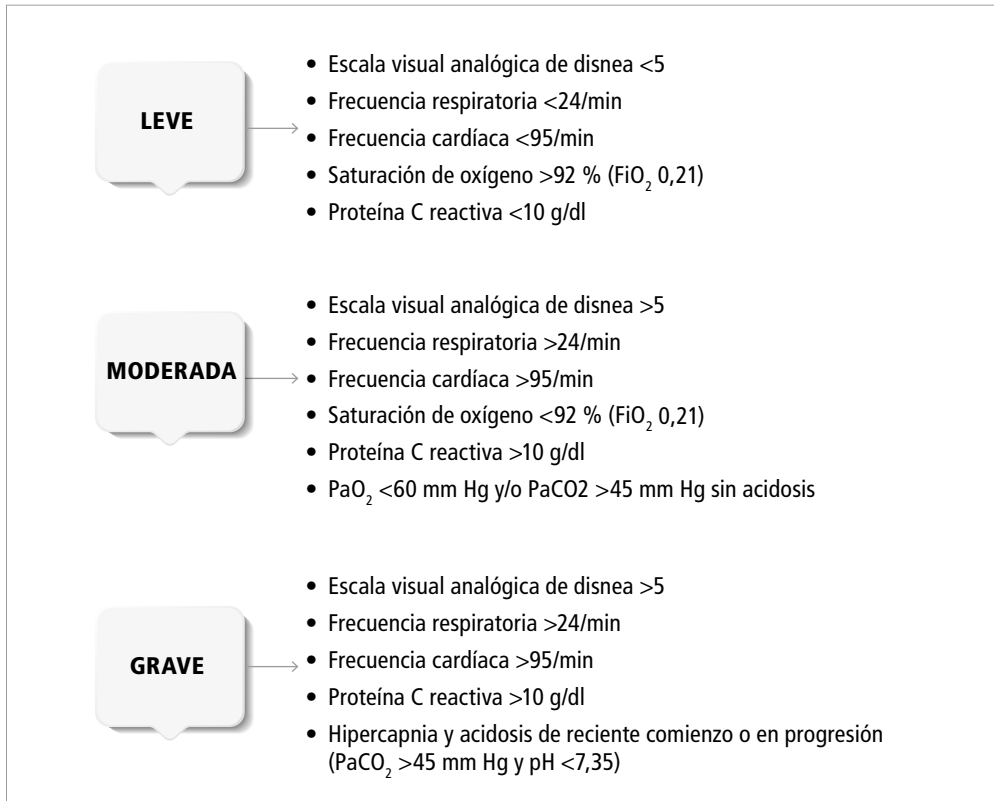 LEVE
• Escala visual analógica de disnea <5
• Frecuencia respiratoria <24/min
• Frecuencia cardíaca <95/min
• Saturación de oxígeno >92 % (FiO₂ 0,21)
• Proteína C reactiva <10 g/dl
MODERADA
• Escala visual analógica de disnea >5
• Frecuencia respiratoria >24/min
• Frecuencia cardíaca >95/min
• Saturación de oxígeno <92 % (FiO₂ 0,21)
• Proteína C reactiva >10 g/dl
• PaO₂ <60 mm Hg y/o PaCO2 >45 mm Hg sin acidosis
GRAVE
• Escala visual analógica de disnea >5
• Frecuencia respiratoria >24/min
• Frecuencia cardíaca >95/min
• Proteína C reactiva >10 g/dl
• Hipercapnia y acidosis de reciente comienzo o en progresión
(PaCO₂ >45 mm Hg y pH <7,35)